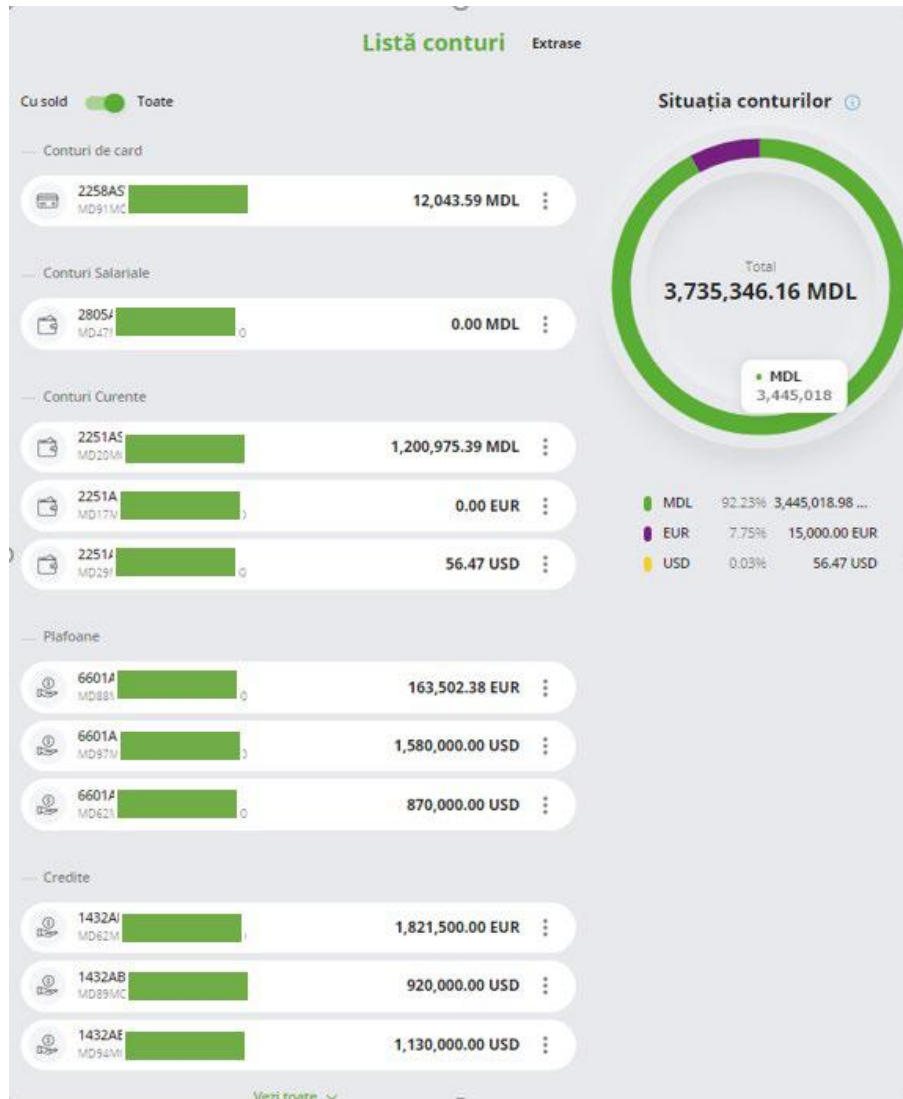 Listă conturi Extrase
Cu sold Toate
Conturi de card
2258AS
MD91MC
12,043.59 MDL
Conturi Salariale
2805A
MD47
0.00 MDL
Conturi Curente
2251AS
MD20M
1,200,975.39 MDL
2251A
MD17M
0.00 EUR
2251A
MD29
56.47 USD
Plafoane
6601A
MD88
163,502.38 EUR
6601A
MD97M
1,580,000.00 USD
6601A
MD62
870,000.00 USD
Credite
1432A
MD62M
1,821,500.00 EUR
1432AB
MD89MC
920,000.00 USD
1432AB
MD94M
1,130,000.00 USD
Vezi toate
Situația conturilor
Total
3,735,346.16 MDL
MDL
3,445,018
MDL 92.23% 3,445,018.98 ...
EUR 7.75% 15,000.00 EUR
USD 0.03% 56.47 USD